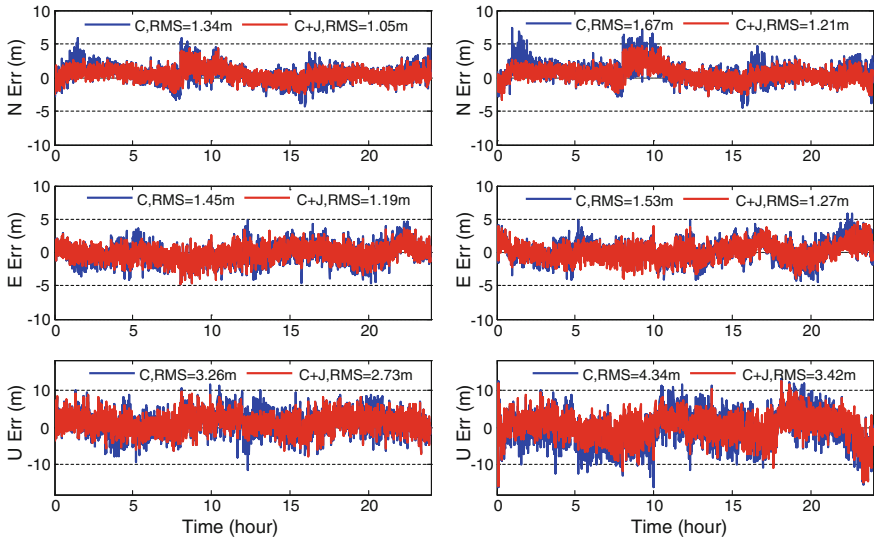 C,RMS=1.34m
C+J,RMS=1.05m
N Err (m)
10
5
0
-5
-10
0
5
10
15
20
C,RMS=1.67m
C+J,RMS=1.21m
N Err (m)
10
5
0
-5
-10
0
5
10
15
20
C,RMS=1.45m
C+J,RMS=1.19m
E Err (m)
10
5
0
-5
-10
0
5
10
15
20
C,RMS=1.53m
C+J,RMS=1.27m
E Err (m)
10
5
0
-5
-10
0
5
10
15
20
C,RMS=3.26m
C+J,RMS=2.73m
U Err (m)
10
0
-10
0
5
10
15
20
Time (hour)
C,RMS=4.34m
C+J,RMS=3.42m
U Err (m)
10
0
-10
0
5
10
15
20
Time (hour)